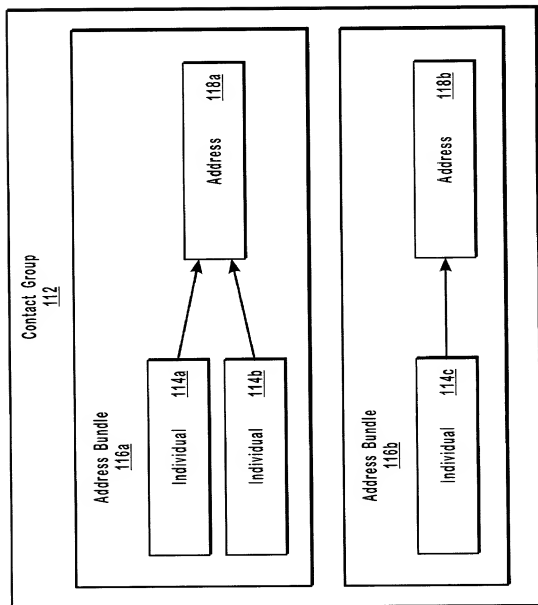 Contact Group
112
Address Bundle
116a
Individual
114a
Individual
114b
Address
118a
Address Bundle
116b
Individual
114c
Address
118b